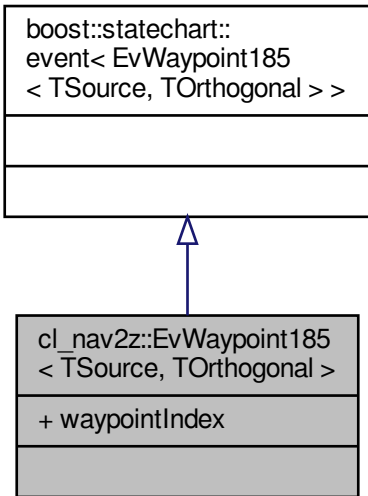 boost::statechart::
event< EvWaypoint185
< TSource, TOrthogonal > >
cl_nav2z::EvWaypoint185
< TSource, TOrthogonal >
+ waypointIndex